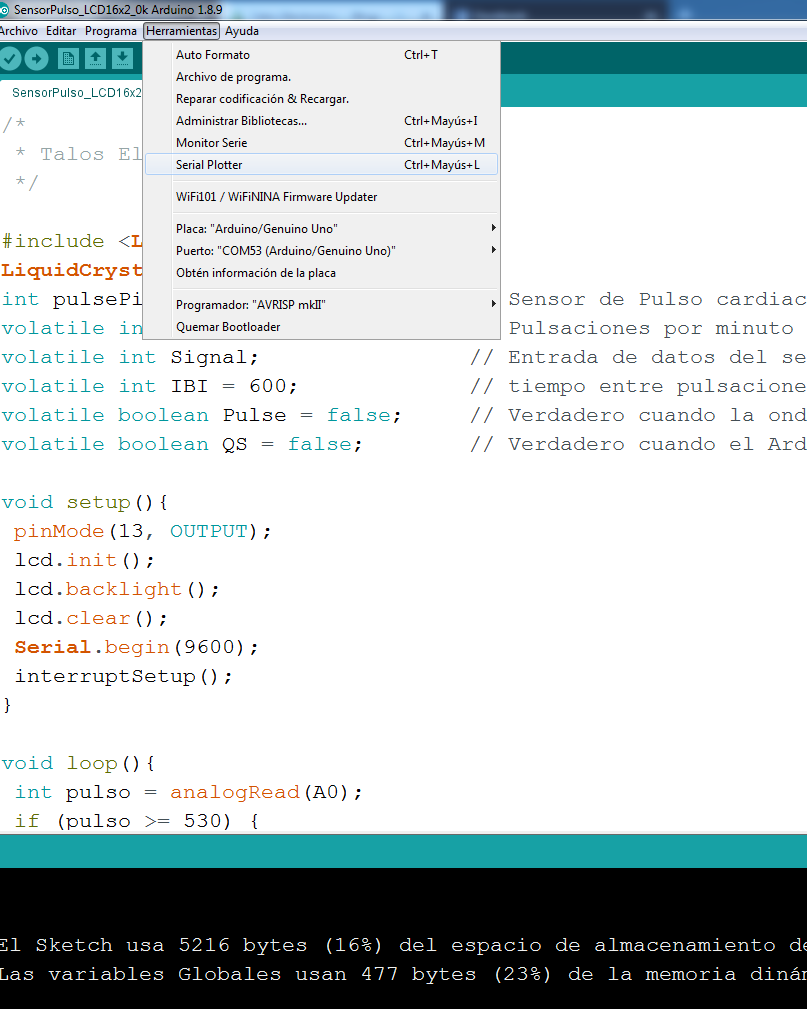 SensorPulso_LCD16x2_0k Arduino 1.8.9
Archivo Editar Programa Herramientas Ayuda
SensorPulso_LCD16x2
Auto Formato Ctrl+T
Archivo de programa.
Reparar codificación & Recargar.
Administrar Bibliotecas... Ctrl+Mayús+I
Monitor Serie Ctrl+Mayús+M
Serial Plotter Ctrl+Mayús+L
WiFi101 / WiFiNINA Firmware Updater
Placa: "Arduino/Genuino Uno"
Puerto: "COM53 (Arduino/Genuino Uno)"
Obtén información de la placa
Programador: "AVRISP mkII"
Quemar Bootloader
/*
* Talos El
*/
#include <L
LiquidCryst
int pulsePi Sensor de Pulso cardiac
volatile in Pulsaciones por minuto
volatile int Signal; // Entrada de datos del se
volatile int IBI = 600; // tiempo entre pulsacione
volatile boolean Pulse = false; // Verdadero cuando la ond
volatile boolean QS = false; // Verdadero cuando el Ard
void setup(){
pinMode(13, OUTPUT);
lcd.init();
lcd.backlight();
lcd.clear();
Serial.begin(9600);
interruptSetup();
}
void loop(){
int pulso = analogRead(A0);
if (pulso >= 530) {
El Sketch usa 5216 bytes (16%) del espacio de almacenamiento de
Las variables Globales usan 477 bytes (23%) de la memoria dinám